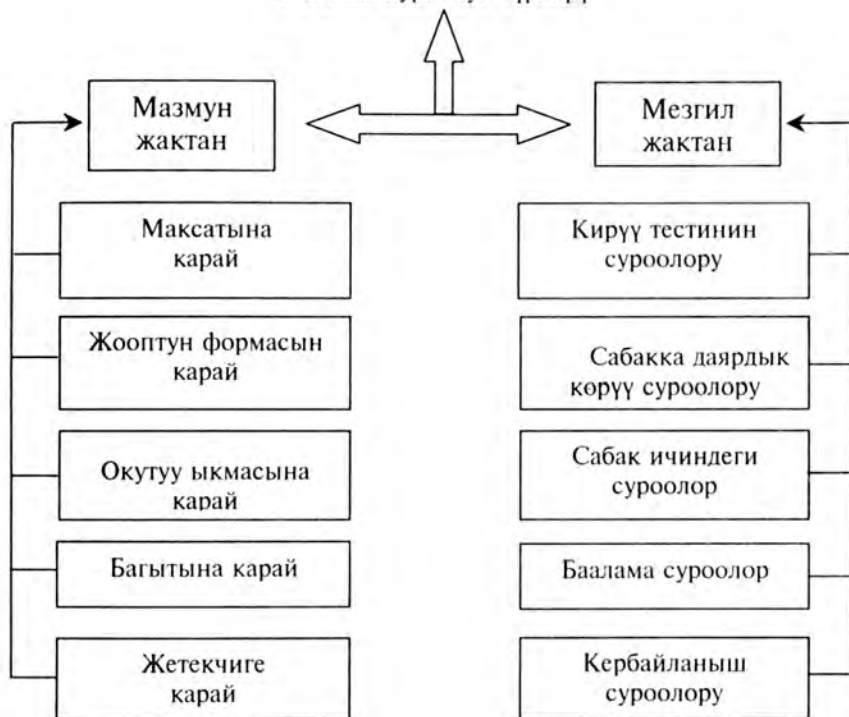 Мазмун
жактан
Мезгил
жактан
Максатына
карай
Жооптун формасын
карай
Окутуу ыкмасына
карай
Багытына карай
Жетекчиге
карай
Кирүү тестинин
суроолору
Сабакка даярдык
көрүү суроолору
Сабак ичиндеги
суроолор
Баалама суроолор
Кербайланыш
суроолору